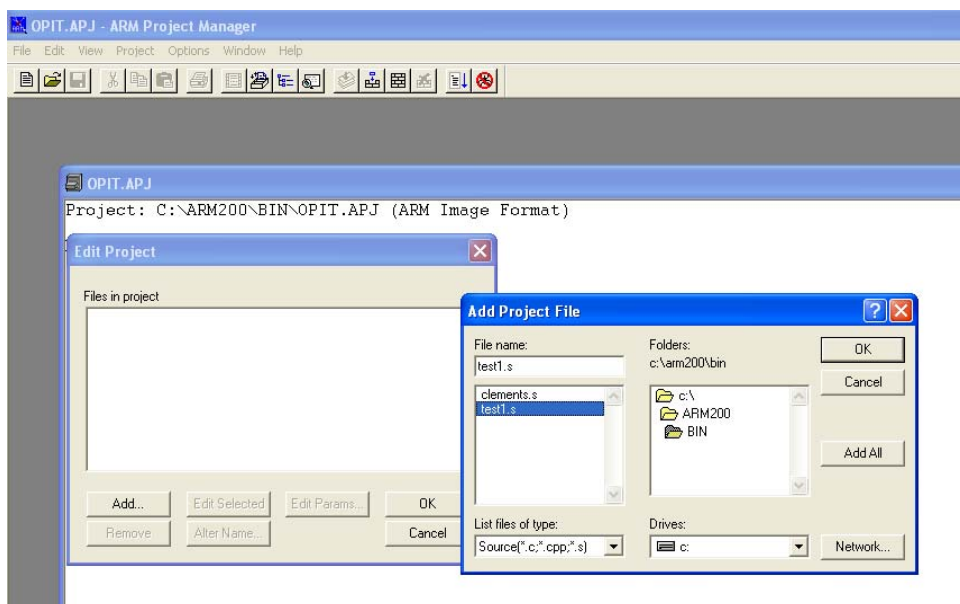 OPIT.APJ - ARM Project Manager
File Edit View Project Options Window Help
OPIT.APJ
Project: C:\ARM200\BIN\OPIT.APJ (ARM Image Format)
Edit Project
Files in project
Add...
Edit Selected
Edit Params...
OK
Remove
Alter Name...
Cancel
Add Project File
File name:
test1.s
clements.s
test1.s
List files of type:
Source(*.c;*.cpp;*.s)
Folders:
c:\arm200\bin
c:\
ARM200
BIN
Drives:
c:
OK
Cancel
Add All
Network...